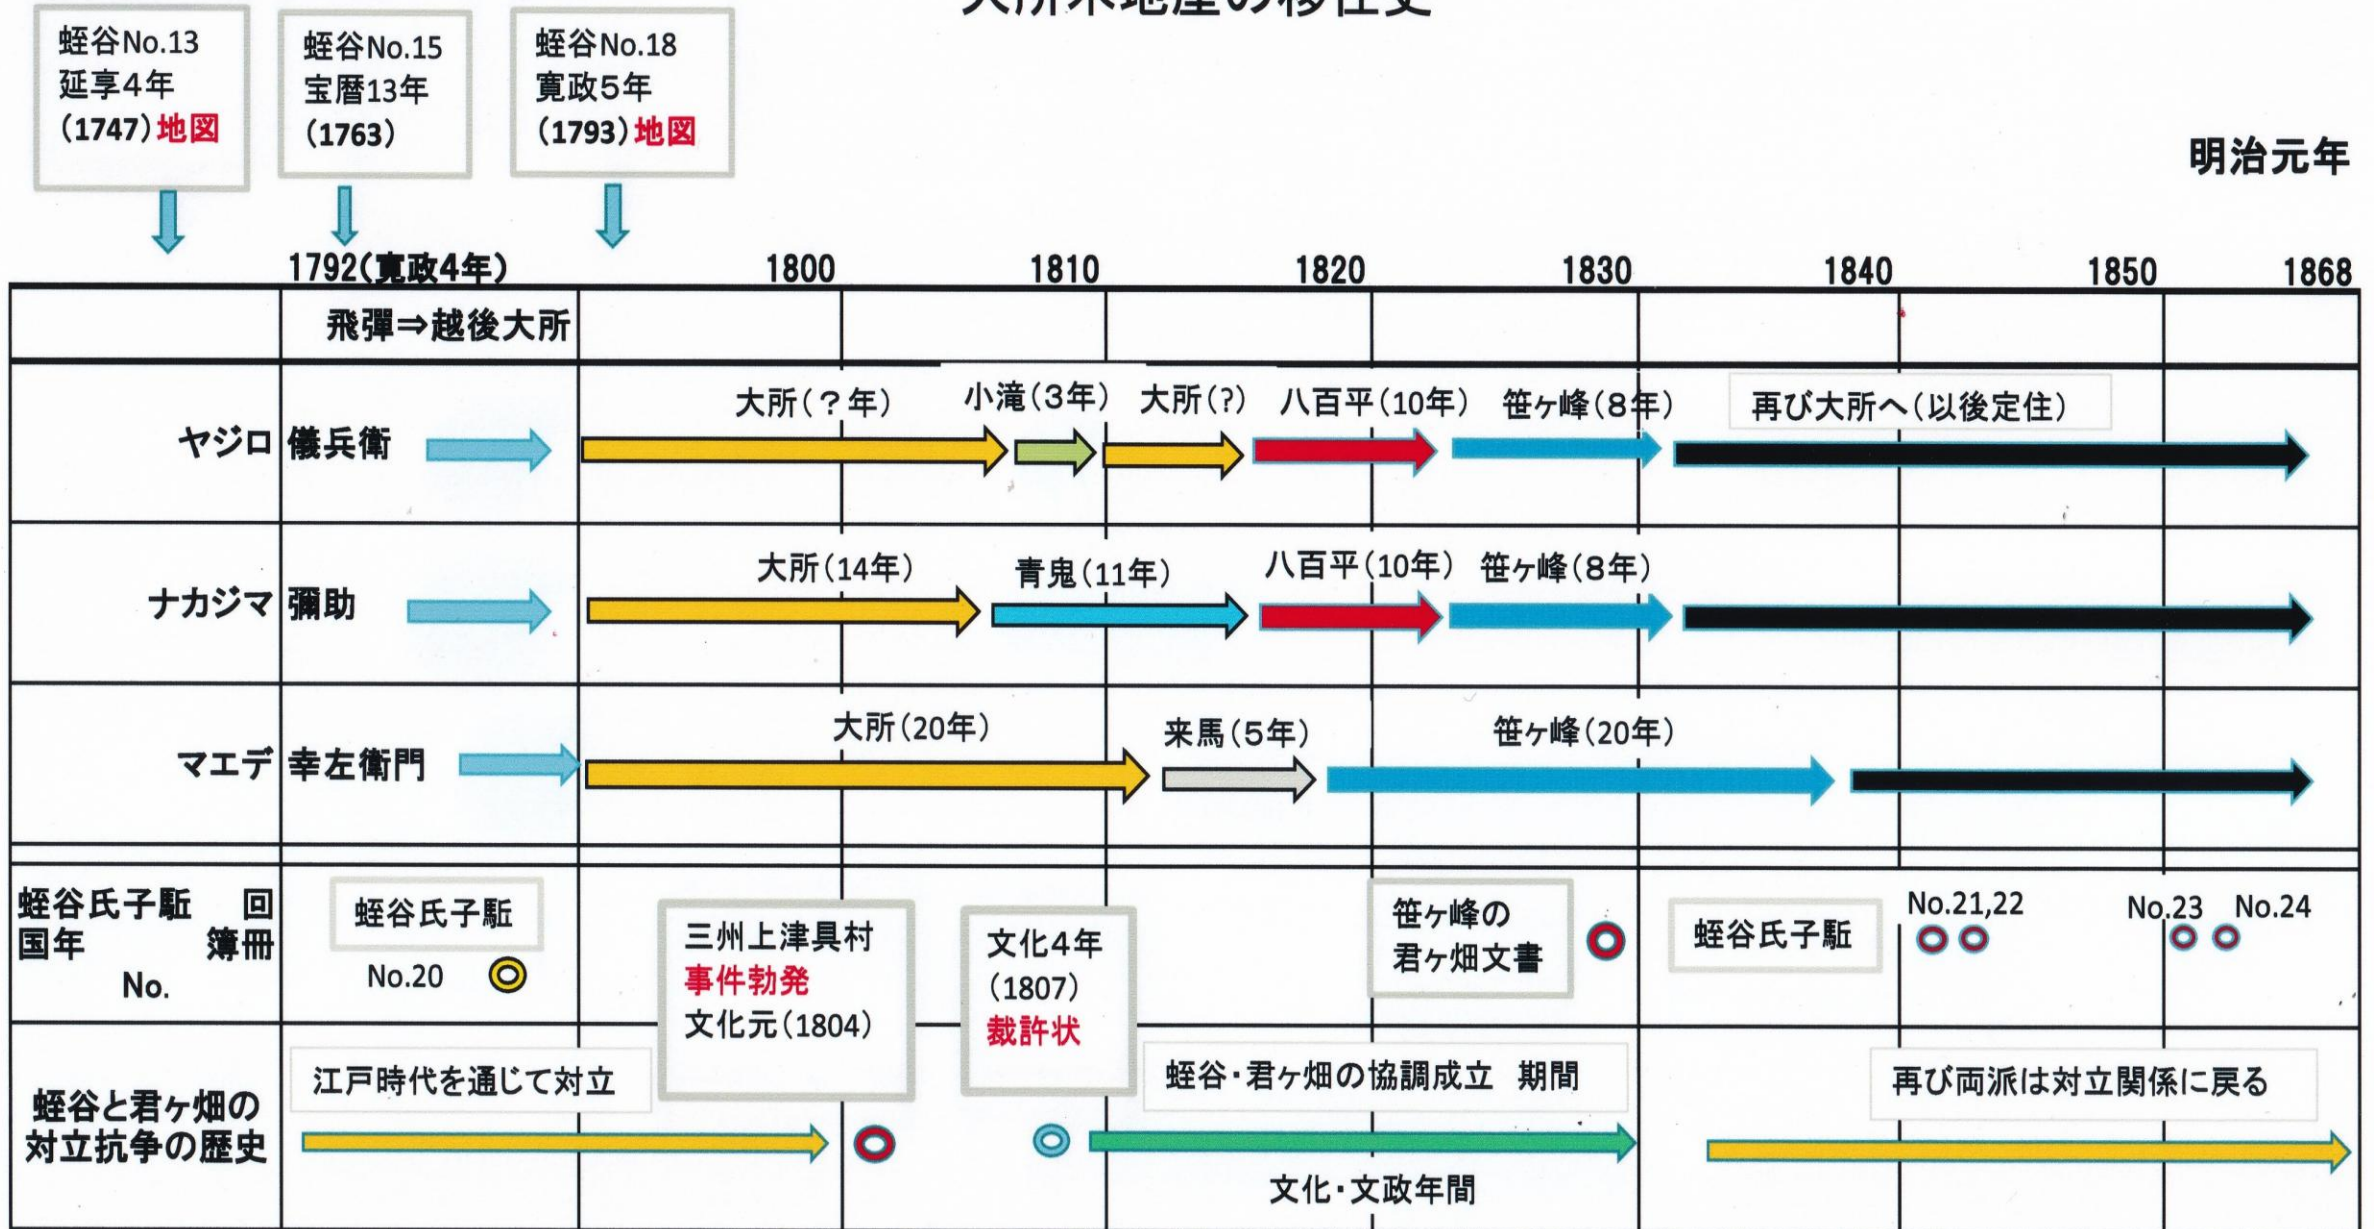 大所木地屋の移住史
蛭谷No.13
延享4年
(1747)地図
蛭谷No.15
宝暦13年
(1763)
蛭谷No.18
寛政5年
(1793)地図
明治元年
1792(寛政4年)
1800
1810
1820
1830
1840
1850
1868
飛彈⇒越後大所
ヤジロ 儀兵衛
大所(?年)
小滝(3年)
大所(?)
八百平(10年)
笹ヶ峰(8年)
再び大所へ(以後定住)
ナカジマ 彌助
大所(14年)
青鬼(11年)
八百平(10年)
笹ヶ峰(8年)
マエデ 幸左衛門
大所(20年)
来馬(5年)
笹ヶ峰(20年)
蛭谷氏子駈 回
国年 簿冊
No.
蛭谷氏子駈
No.20
三州上津具村
事件勃発
文化元(1804)
文化4年
(1807)
裁許状
笹ヶ峰の
君ヶ畑文書
蛭谷氏子駈
No.21,22
No.23
No.24
蛭谷と君ヶ畑の
対立抗争の歴史
江戸時代を通じて対立
蛭谷・君ヶ畑の協調成立 期間
文化・文政年間
再び両派は対立関係に戻る